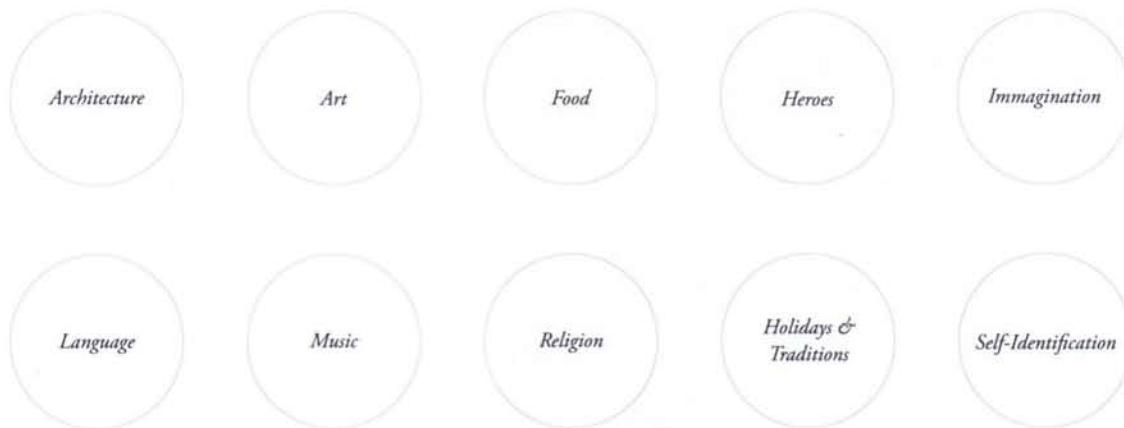 Architecture
Art
Food
Heroes
Immagination
Language
Music
Religion
Holidays &
Traditions
Self-Identification